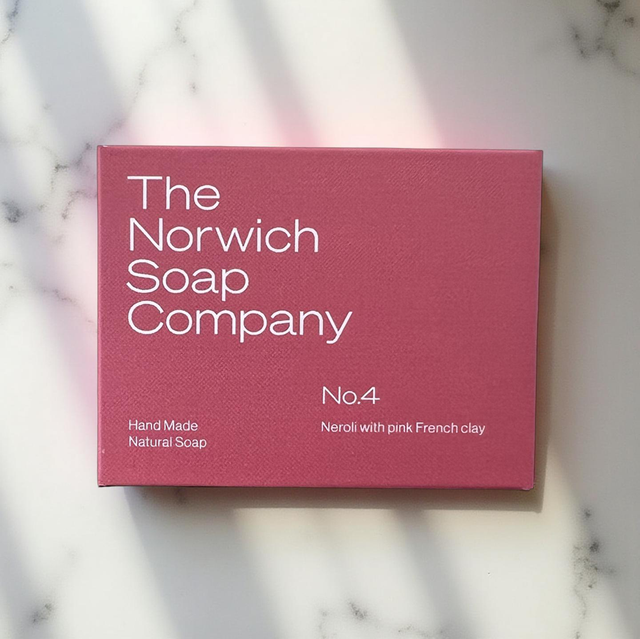 The
Norwich
Soap
Company
No.4
Hand Made
Natural Soap
Neroli with pink French clay